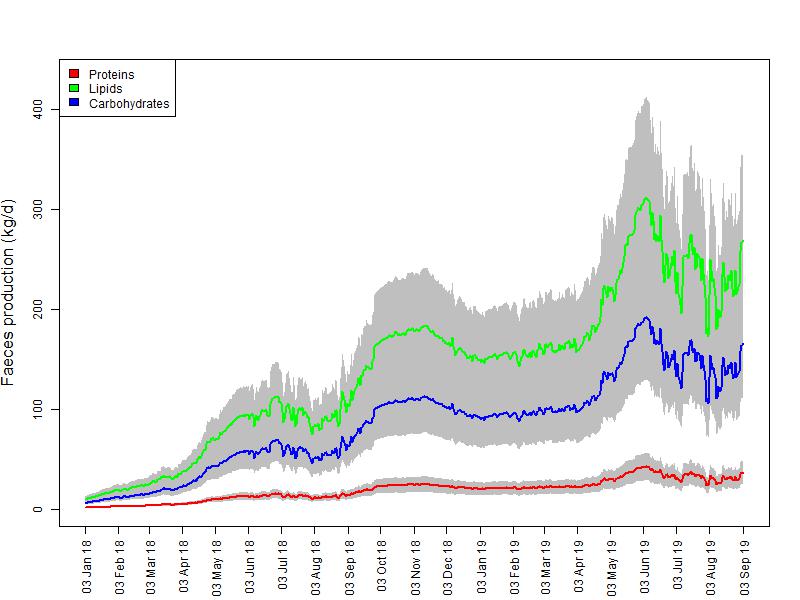 Proteins
Lipids
Carbohydrates
Faeces production (kg/d)
400
300
200
100
0
03 Jan 18
03 Feb 18
03 Mar 18
03 Apr 18
03 May 18
03 Jun 18
03 Jul 18
03 Aug 18
03 Sep 18
03 Oct 18
03 Nov 18
03 Dec 18
03 Jan 19
03 Feb 19
03 Mar 19
03 Apr 19
03 May 19
03 Jun 19
03 Jul 19
03 Aug 19
03 Sep 19